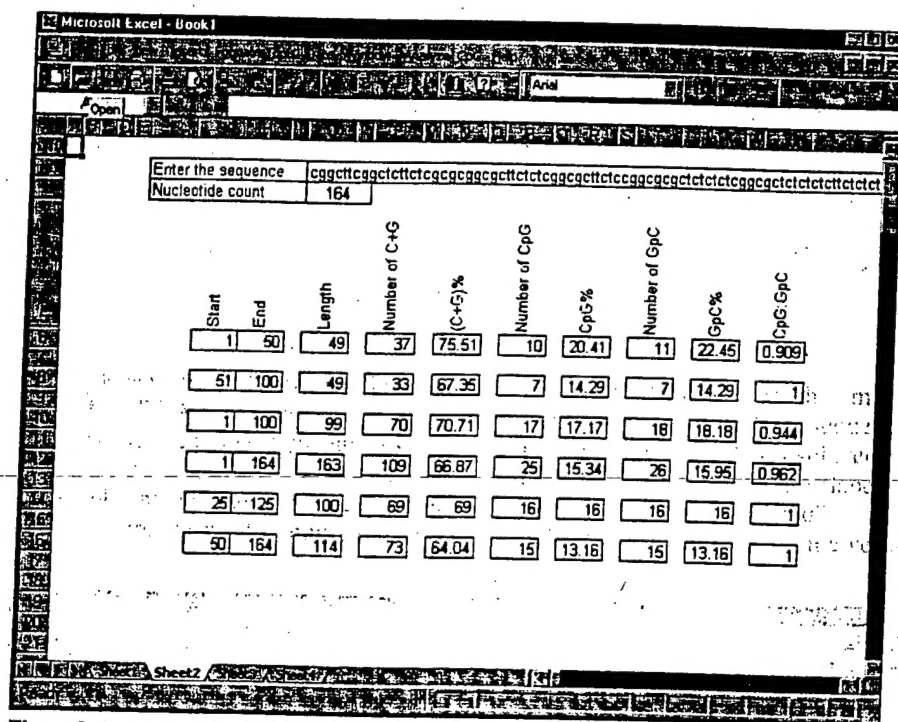 Microsoft Excel - Book1
Arial
Open
Enter the sequence cggcttcggctcttctcgcgcggcgcttctctcggcgcttctccggcgcgctctctctcggcgctctctctcttctctct
Nucleotide count 164
Start End Length Number of C+G (C+G)% Number of CpG CpG% Number of GpC GpC% CpG:GpC
1 50 49 37 75.51 10 20.41 11 22.45 0.909
51 100 49 33 67.35 7 14.29 7 14.29 1
1 100 99 70 70.71 17 17.17 18 18.18 0.944
1 164 163 109 66.87 25 15.34 26 15.95 0.962
25 125 100 69 69 16 16 16 16 1
50 164 114 73 64.04 15 13.16 15 13.16 1
Sheet2